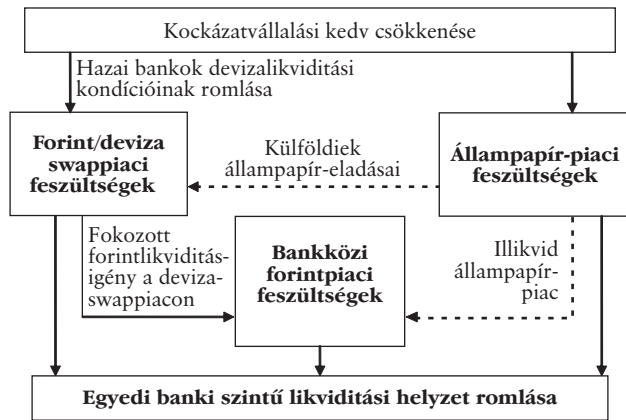 Kockázatvállalási kedv csökkenése
Hazai bankok devizalikviditási
kondícióinak romlása
Forint/deviza
swappiaci
feszültségek
Külföldiek
állampapír-eladásai
Állampapír-piaci
feszültségek
Fokozott
forintlikviditás-
igény a deviza-
swappiacon
Bankközi
forintpiaci
feszültségek
Illikvid
állampapír-
piac
Egyedi banki szintű likviditási helyzet romlása